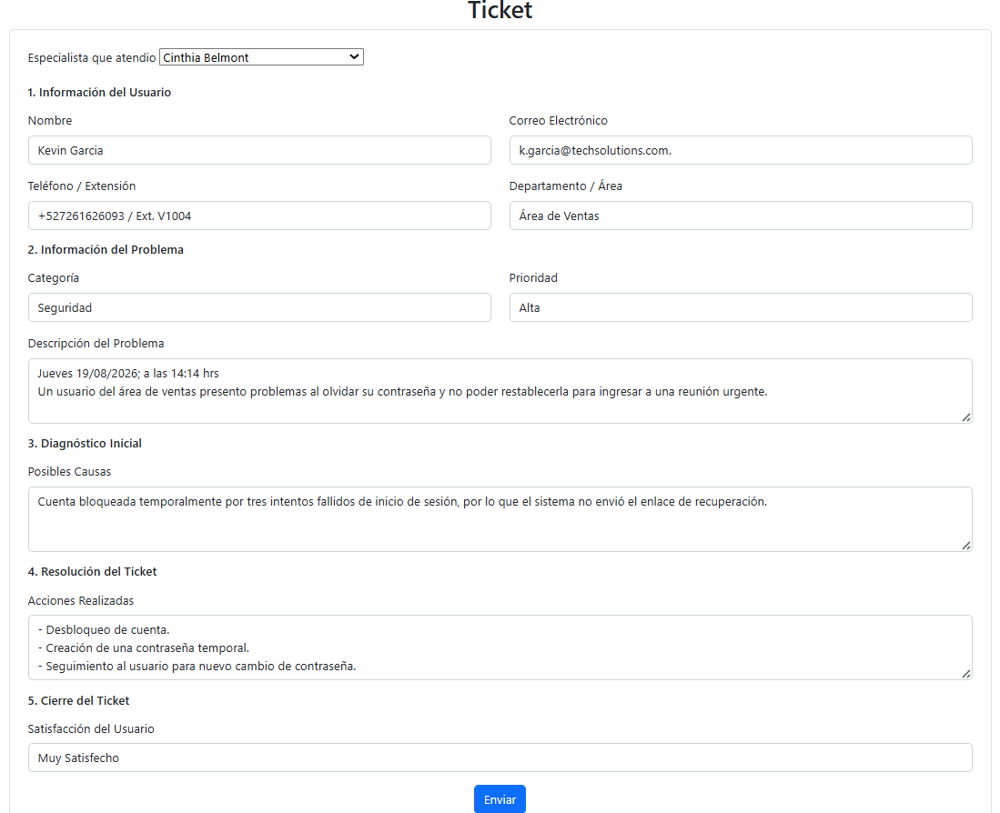 Ticket
Especialista que atendio Cinthia Belmont
1. Información del Usuario
Nombre
Correo Electrónico
Kevin Garcia
k.garcia@techsolutions.com.
Teléfono / Extensión
Departamento / Área
+527261626093 / Ext. V1004
Área de Ventas
2. Información del Problema
Categoría
Prioridad
Seguridad
Alta
Descripción del Problema
Jueves 19/08/2026; a las 14:14 hrs
Un usuario del área de ventas presento problemas al olvidar su contraseña y no poder restablecerla para ingresar a una reunión urgente.
3. Diagnóstico Inicial
Posibles Causas
Cuenta bloqueada temporalmente por tres intentos fallidos de inicio de sesión, por lo que el sistema no envió el enlace de recuperación.
4. Resolución del Ticket
Acciones Realizadas
- Desbloqueo de cuenta.
- Creación de una contraseña temporal.
- Seguimiento al usuario para nuevo cambio de contraseña.
5. Cierre del Ticket
Satisfacción del Usuario
Muy Satisfecho
Enviar